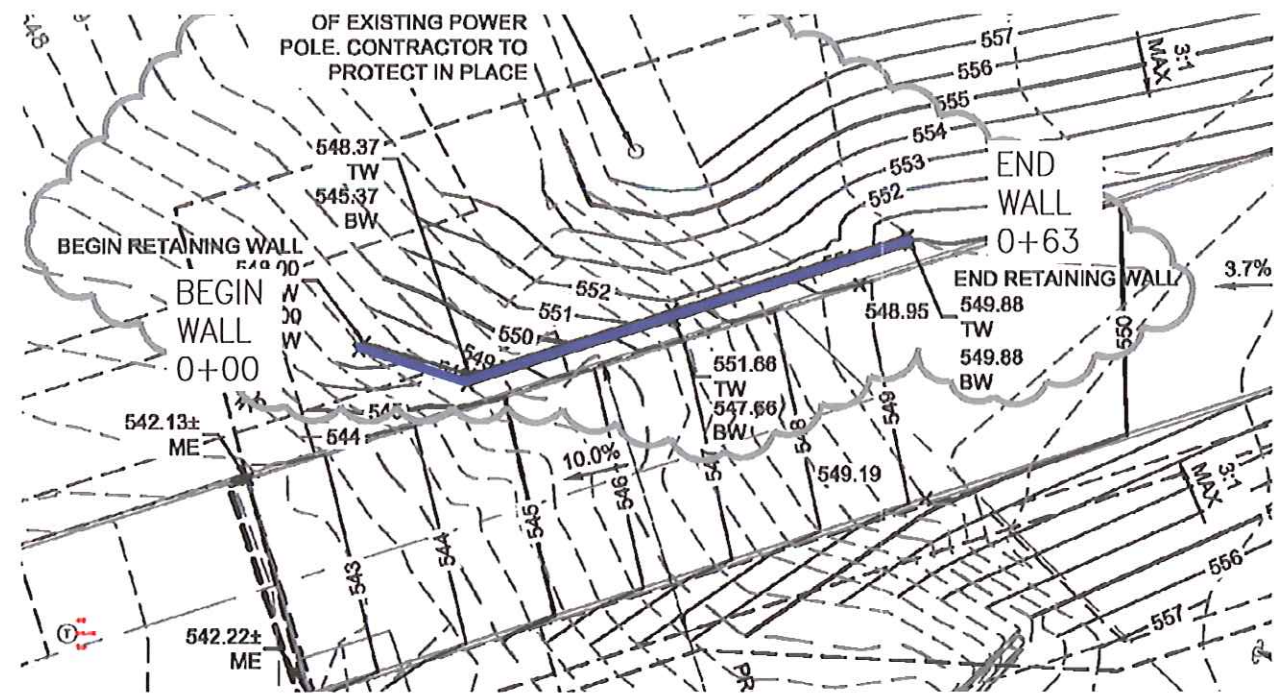 OF EXISTING POWER
POLE. CONTRACTOR TO
PROTECT IN PLACE
548.37
TW
545.37
BW
BEGIN RETAINING WALL
BEGIN
WALL
0+00
END
WALL
0+63
END RETAINING WALL
549.88
TW
549.88
BW
548.95
551.66
TW
547.66
BW
549.19
542.13±
ME
542.22±
ME
10.0%
3.7%
3:1
MAX
3:1
MAX
557
556
555
554
553
552
552
551
550
549
545
544
543
544
545
546
547
548
549
550
556
557
548
T
PR